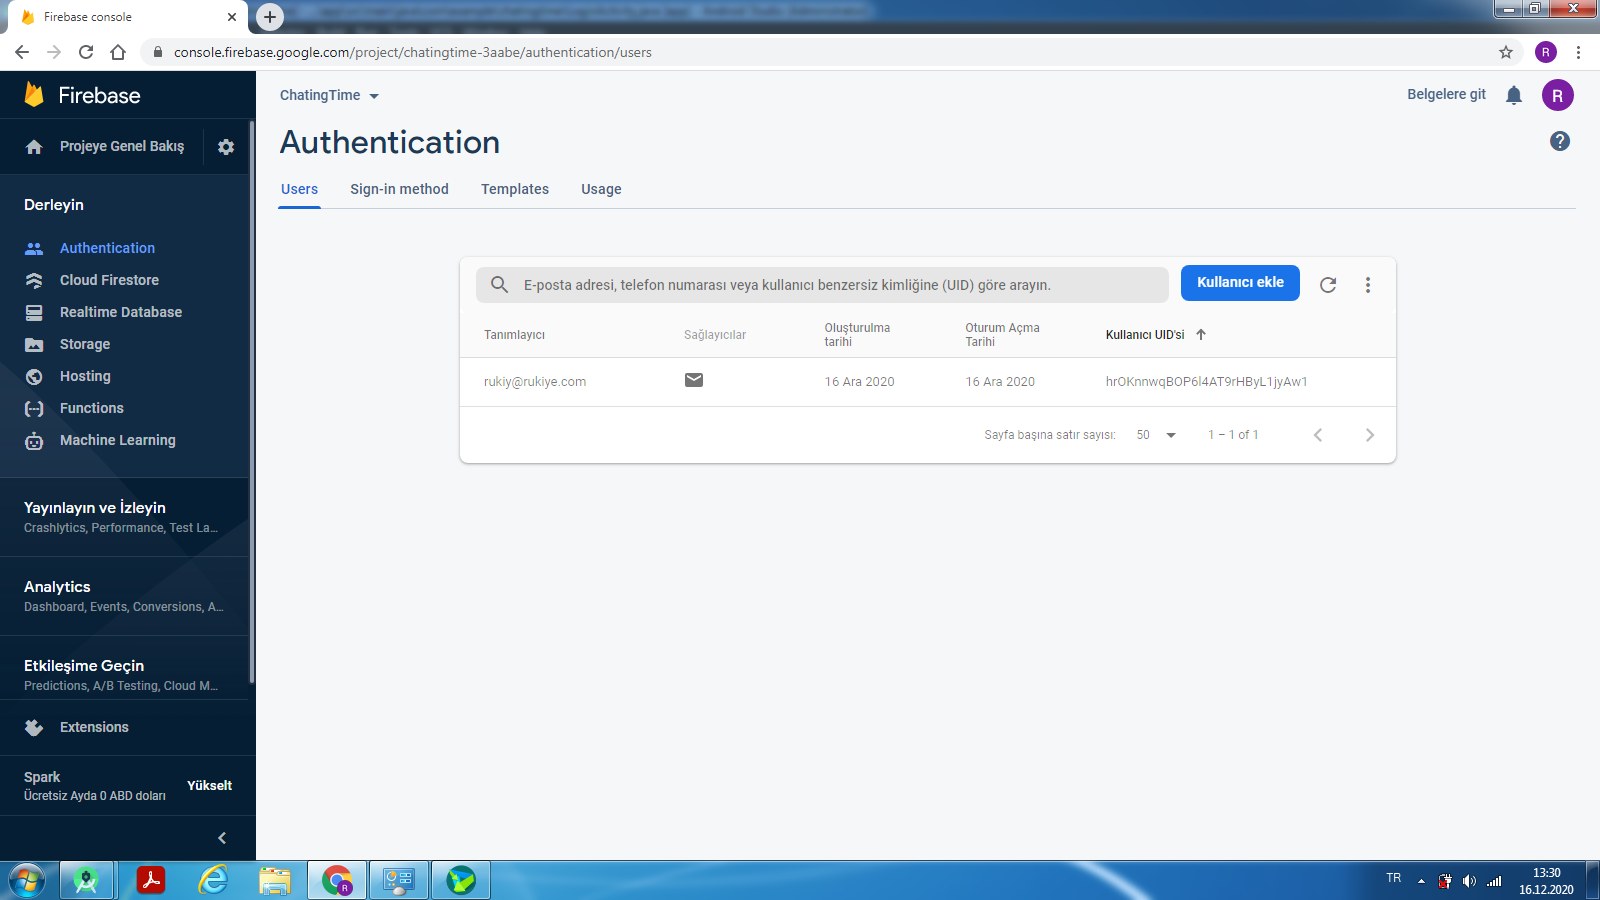 Firebase console
console.firebase.google.com/project/chatingtime-3aabe/authentication/users
R
Firebase
ChatingTime
Belgelere git
R
Projeye Genel Bakış
Authentication
Users
Sign-in method
Templates
Usage
Derleyin
Authentication
Cloud Firestore
Realtime Database
Storage
Hosting
Functions
Machine Learning
E-posta adresi, telefon numarası veya kullanıcı benzersiz kimliğine (UID) göre arayın.
Kullanıcı ekle
Tanımlayıcı
Sağlayıcılar
Oluşturulma
tarihi
Oturum Açma
Tarihi
Kullanıcı UID'si
rukiy@rukiye.com
16 Ara 2020
16 Ara 2020
hrOKnnwqBOP6l4AT9rHByL1jyAw1
Sayfa başına satır sayısı:
50
1 – 1 of 1
Yayınlayın ve İzleyin
Crashlytics, Performance, Test La...
Analytics
Dashboard, Events, Conversions, A...
Etkileşime Geçin
Predictions, A/B Testing, Cloud M...
Extensions
Spark
Ücretsiz Ayda 0 ABD doları
Yükselt
R
TR
13:30
16.12.2020